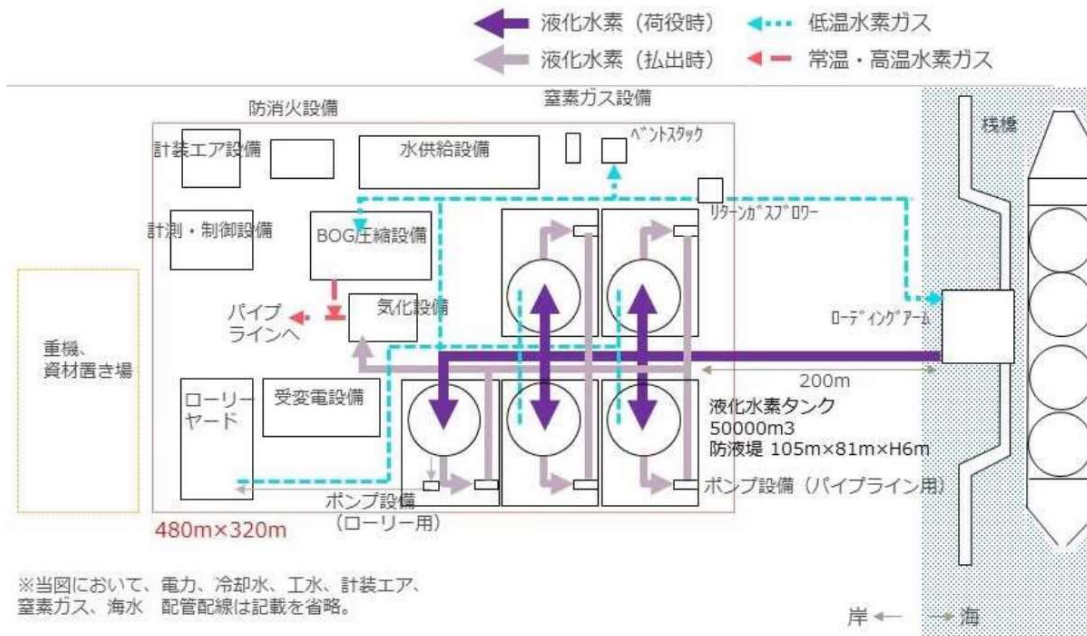 液化水素（荷役時）
低温水素ガス
液化水素（払出時）
常温・高温水素ガス
防消火設備
窒素ガス設備
計装エア設備
水供給設備
ﾍﾞﾝﾄｽﾀｯｸ
桟橋
計測・制御設備
BOG圧縮設備
ﾘﾀｰﾝｶﾞｽﾌﾞﾛﾜｰ
気化設備
パイプ
ラインへ
ﾛｰﾃﾞｨﾝｸﾞｱｰﾑ
重機、
資材置き場
200m
ローリー
ヤード
受変電設備
液化水素タンク
50000m3
防液堤 105m×81m×H6m
ポンプ設備
（ローリー用）
ポンプ設備（パイプライン用）
480m×320m
※当図において、電力、冷却水、工水、計装エア、
窒素ガス、海水　配管配線は記載を省略。
岸
海